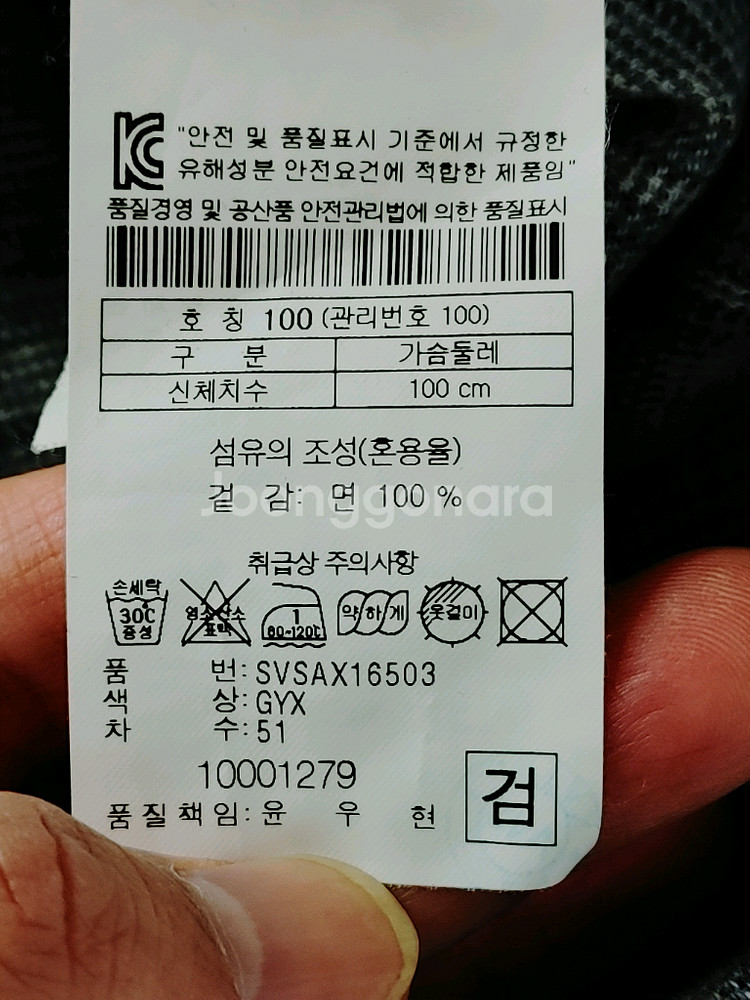 KC "안전 및 품질표시 기준에서 규정한
유해성분 안전요건에 적합한 제품임"
품질경영 및 공산품 안전관리법에 의한 품질표시
호 칭 100 (관리번호 100)
구 분 가슴둘레
신체치수 100 cm
섬유의 조성(혼용율)
겉 감: 면 100 %
Joonggonara
취급상 주의사항
손세탁
30℃
중성
염소산소
표백
1
80-120℃
약하게
옷걸이
품 번: SVSAX16503
색 상: GYX
차 수: 51
10001279
품질책임: 윤 우 현
검